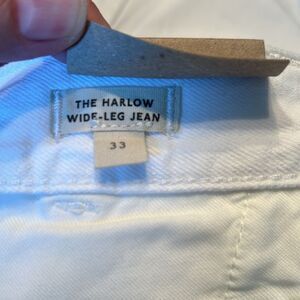 THE HARLOW
WIDE-LEG JEAN
33